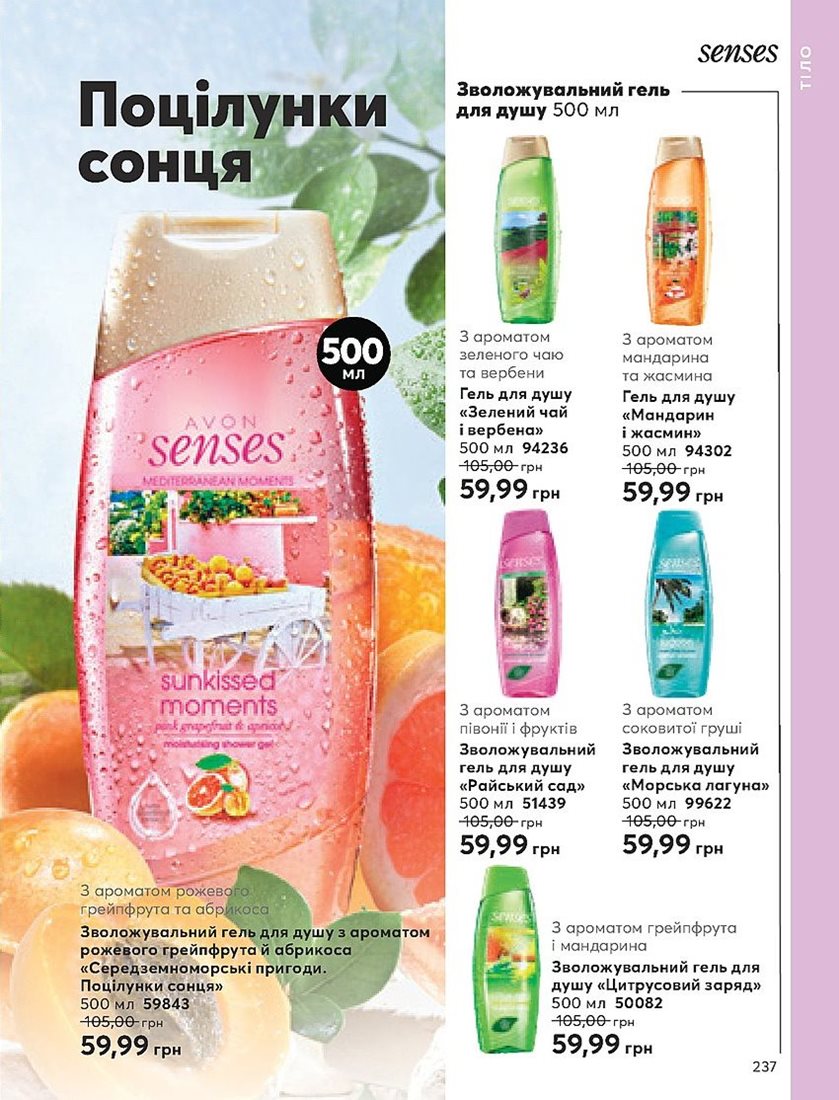 senses
ТІЛО
Поцілунки
сонця
500
МЛ
AVON
senses
MEDITERRANEAN MOMENTS
sunkissed
moments
pink grapefruit & apricot
moisturising shower gel
З ароматом рожевого
грейпфрута та абрикоса
Зволожувальний гель для душу з ароматом
рожевого грейпфрута й абрикоса
«Середземноморські пригоди.
Поцілунки сонця»
500 мл 59843
105,00 грн
59,99 грн
Зволожувальний гель
для душу 500 мл
SENSES
З ароматом
зеленого чаю
та вербени
Гель для душу
«Зелений чай
і вербена»
500 мл 94236
105,00 грн
59,99 грн
SENSES
З ароматом
мандарина
та жасмина
Гель для душу
«Мандарин
і жасмин»
500 мл 94302
105,00 грн
59,99 грн
SENSES
З ароматом
півонії і фруктів
Зволожувальний
гель для душу
«Райський сад»
500 мл 51439
105,00 грн
59,99 грн
SENSES
lagoon
З ароматом
соковитої груші
Зволожувальний
гель для душу
«Морська лагуна»
500 мл 99622
105,00 грн
59,99 грн
SENSES
З ароматом грейпфрута
і мандарина
Зволожувальний гель для
душу «Цитрусовий заряд»
500 мл 50082
105,00 грн
59,99 грн
237